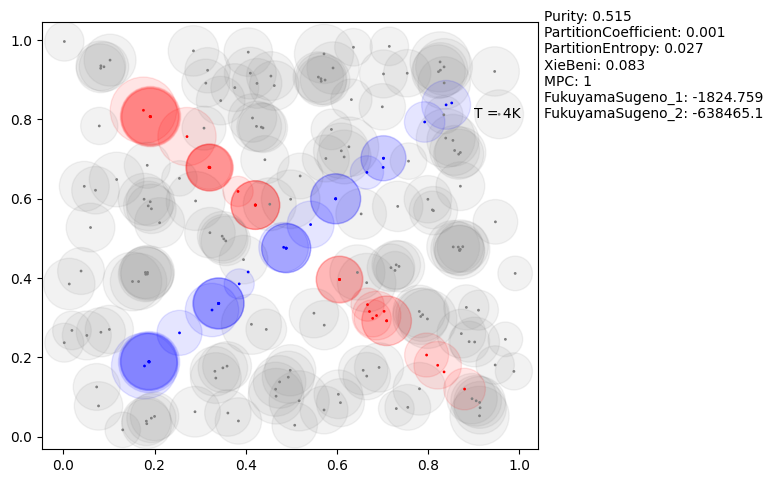 Purity: 0.515
PartitionCoefficient: 0.001
PartitionEntropy: 0.027
XieBeni: 0.083
MPC: 1
FukuyamaSugeno_1: -1824.759
FukuyamaSugeno_2: -638465.1
T = 4K
1.0
0.8
0.6
0.4
0.2
0.0
0.0 0.2 0.4 0.6 0.8 1.0